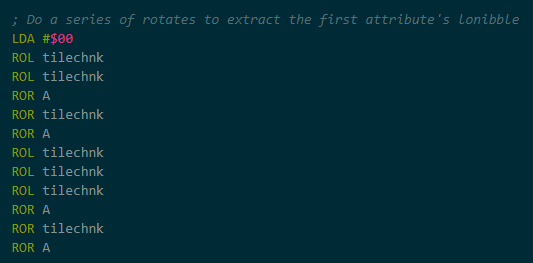 ; Do a series of rotates to extract the first attribute's lonibble
LDA #$00
ROL tilechnk
ROL tilechnk
ROR A
ROR tilechnk
ROR A
ROL tilechnk
ROL tilechnk
ROL tilechnk
ROR A
ROR tilechnk
ROR A